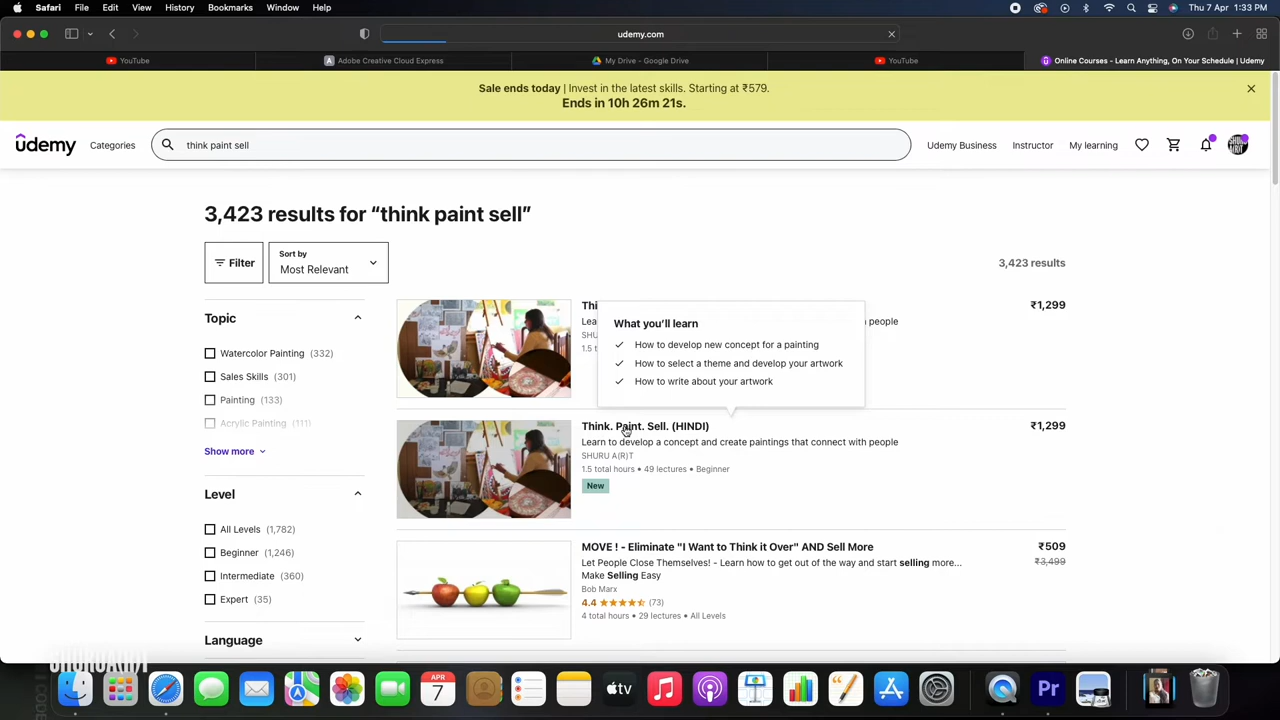 Safari File Edit View History Bookmarks Window Help
Thu 7 Apr 1:33 PM
udemy.com
YouTube
Adobe Creative Cloud Express
My Drive - Google Drive
YouTube
Online Courses - Learn Anything, On Your Schedule | Udemy
Sale ends today | Invest in the latest skills. Starting at ₹579.
Ends in 10h 26m 21s.
udemy Categories think paint sell Udemy Business Instructor My learning
3,423 results for “think paint sell”
Filter
Sort by
Most Relevant
3,423 results
Topic
Watercolor Painting (332)
Sales Skills (301)
Painting (133)
Acrylic Painting (111)
Show more
Level
All Levels (1,782)
Beginner (1,246)
Intermediate (360)
Expert (35)
Language
₹1,299
people
What you’ll learn
How to develop new concept for a painting
How to select a theme and develop your artwork
How to write about your artwork
Think. Paint. Sell. (HINDI)
₹1,299
Learn to develop a concept and create paintings that connect with people
SHURU A(R)T
1.5 total hours • 49 lectures • Beginner
New
MOVE ! - Eliminate "I Want to Think it Over" AND Sell More
₹509
Let People Close Themselves! - Learn how to get out of the way and start selling more...
₹3,499
Make Selling Easy
Bob Marx
4.4 (73)
4 total hours • 29 lectures • All Levels
APR
7
tv
Pr